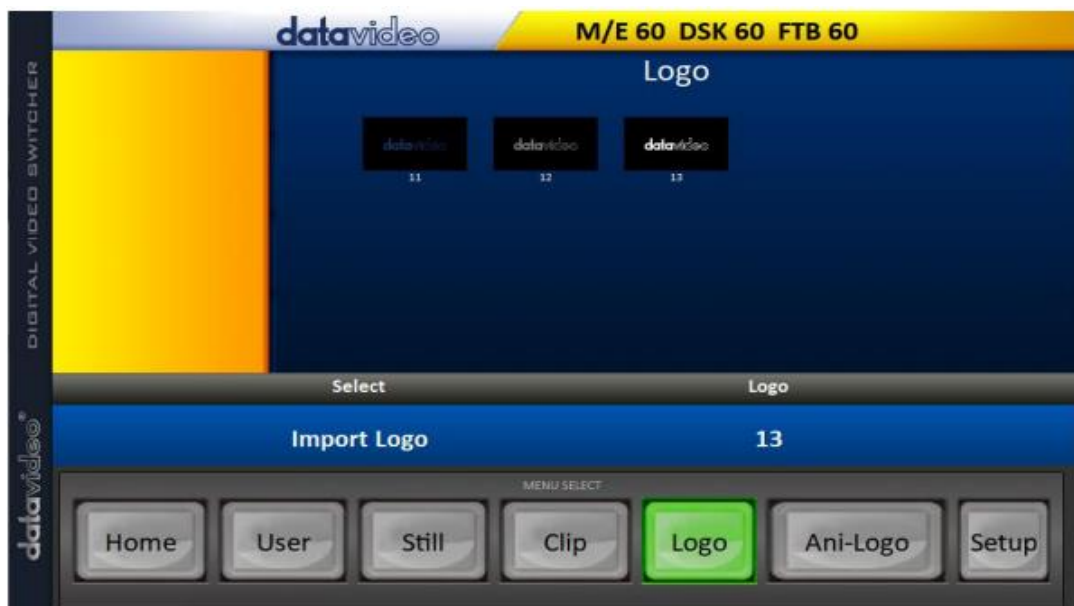 datavideo
M/E 60 DSK 60 FTB 60
DIGITAL VIDEO SWITCHER
datavideo®
Logo
datavideo
datavideo
datavideo
11
12
13
Select
Logo
Import Logo
13
MENU SELECT
Home
User
Still
Clip
Logo
Ani-Logo
Setup